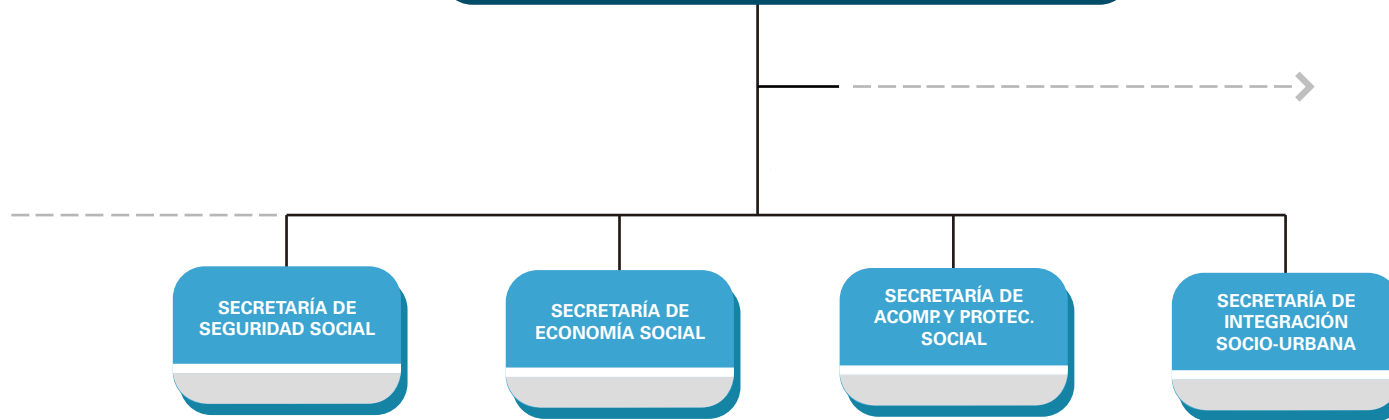 SECRETARÍA DE
SEGURIDAD SOCIAL
SECRETARÍA DE
ECONOMÍA SOCIAL
SECRETARÍA DE
ACOMP. Y PROTEC.
SOCIAL
SECRETARÍA DE
INTEGRACIÓN
SOCIO-URBANA